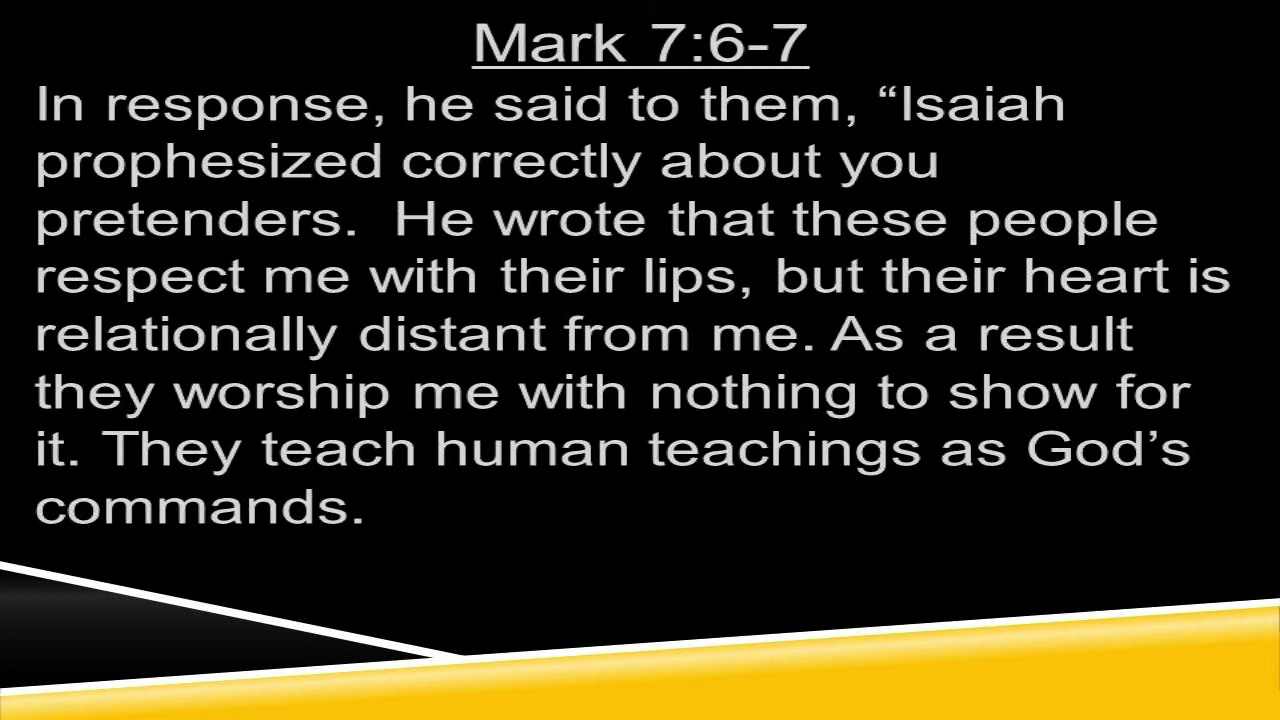 Mark 7:6-7
In response, he said to them, “Isaiah
prophesized correctly about you
pretenders.  He wrote that these people
respect me with their lips, but their heart is
relationally distant from me. As a result
they worship me with nothing to show for
it. They teach human teachings as God’s
commands.